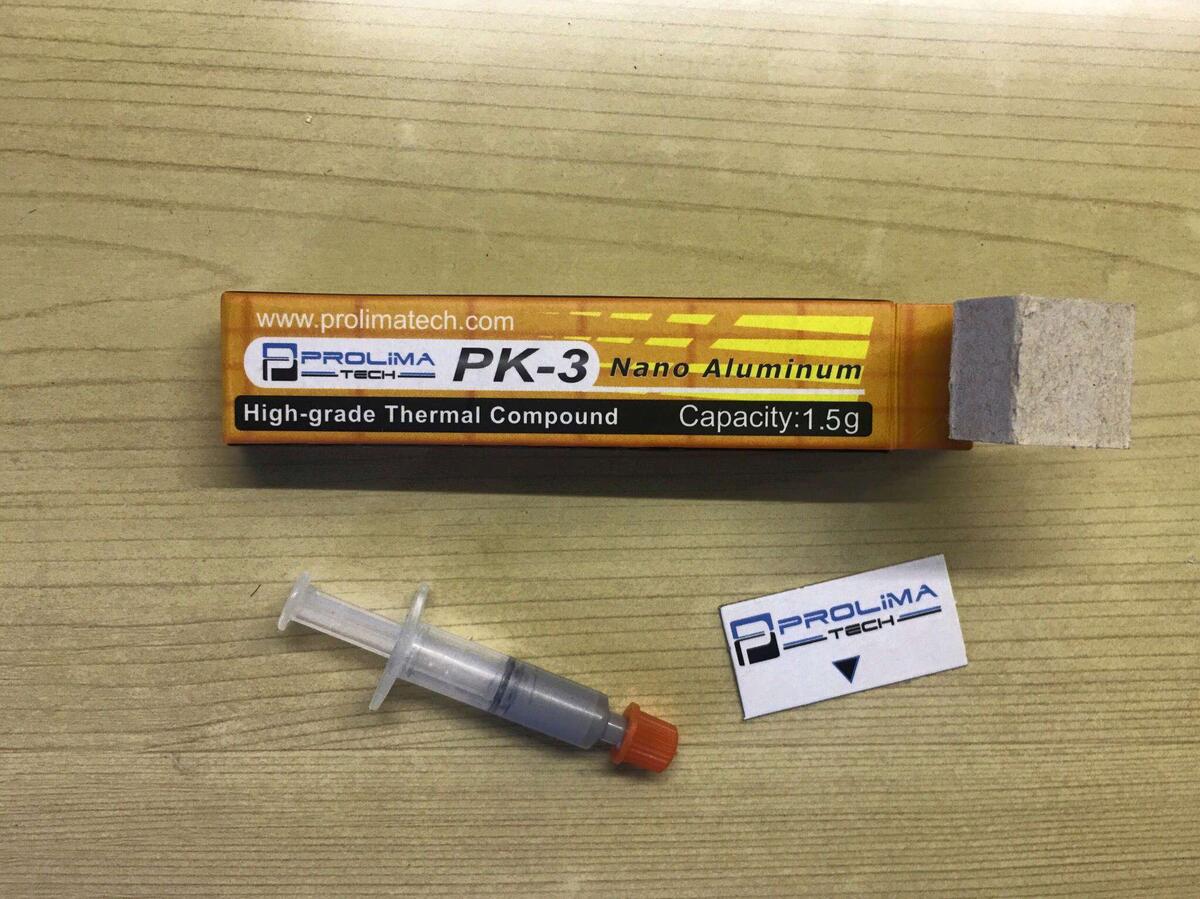 www.prolimatech.com
PROLiMA
TECH
PK-3
Nano Aluminum
High-grade Thermal Compound
Capacity:1.5g
PROLiMA
TECH